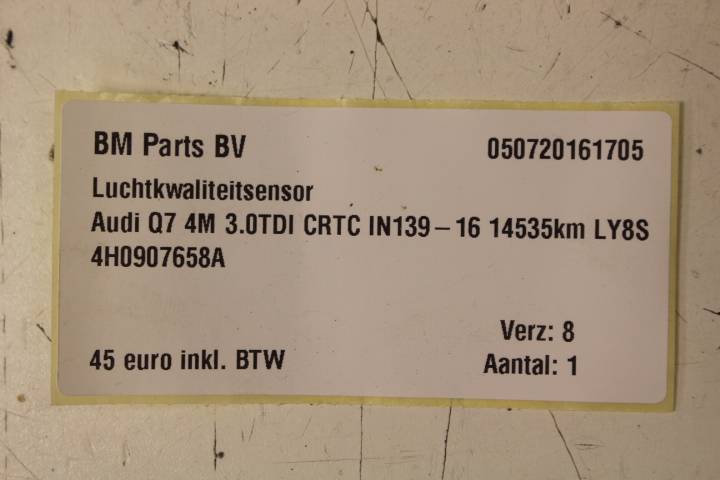 BM Parts BV 050720161705
Luchtkwaliteitsensor
Audi Q7 4M 3.0TDI CRTC IN139-16 14535km LY8S
4H0907658A
Verz: 8
45 euro inkl. BTW Aantal: 1